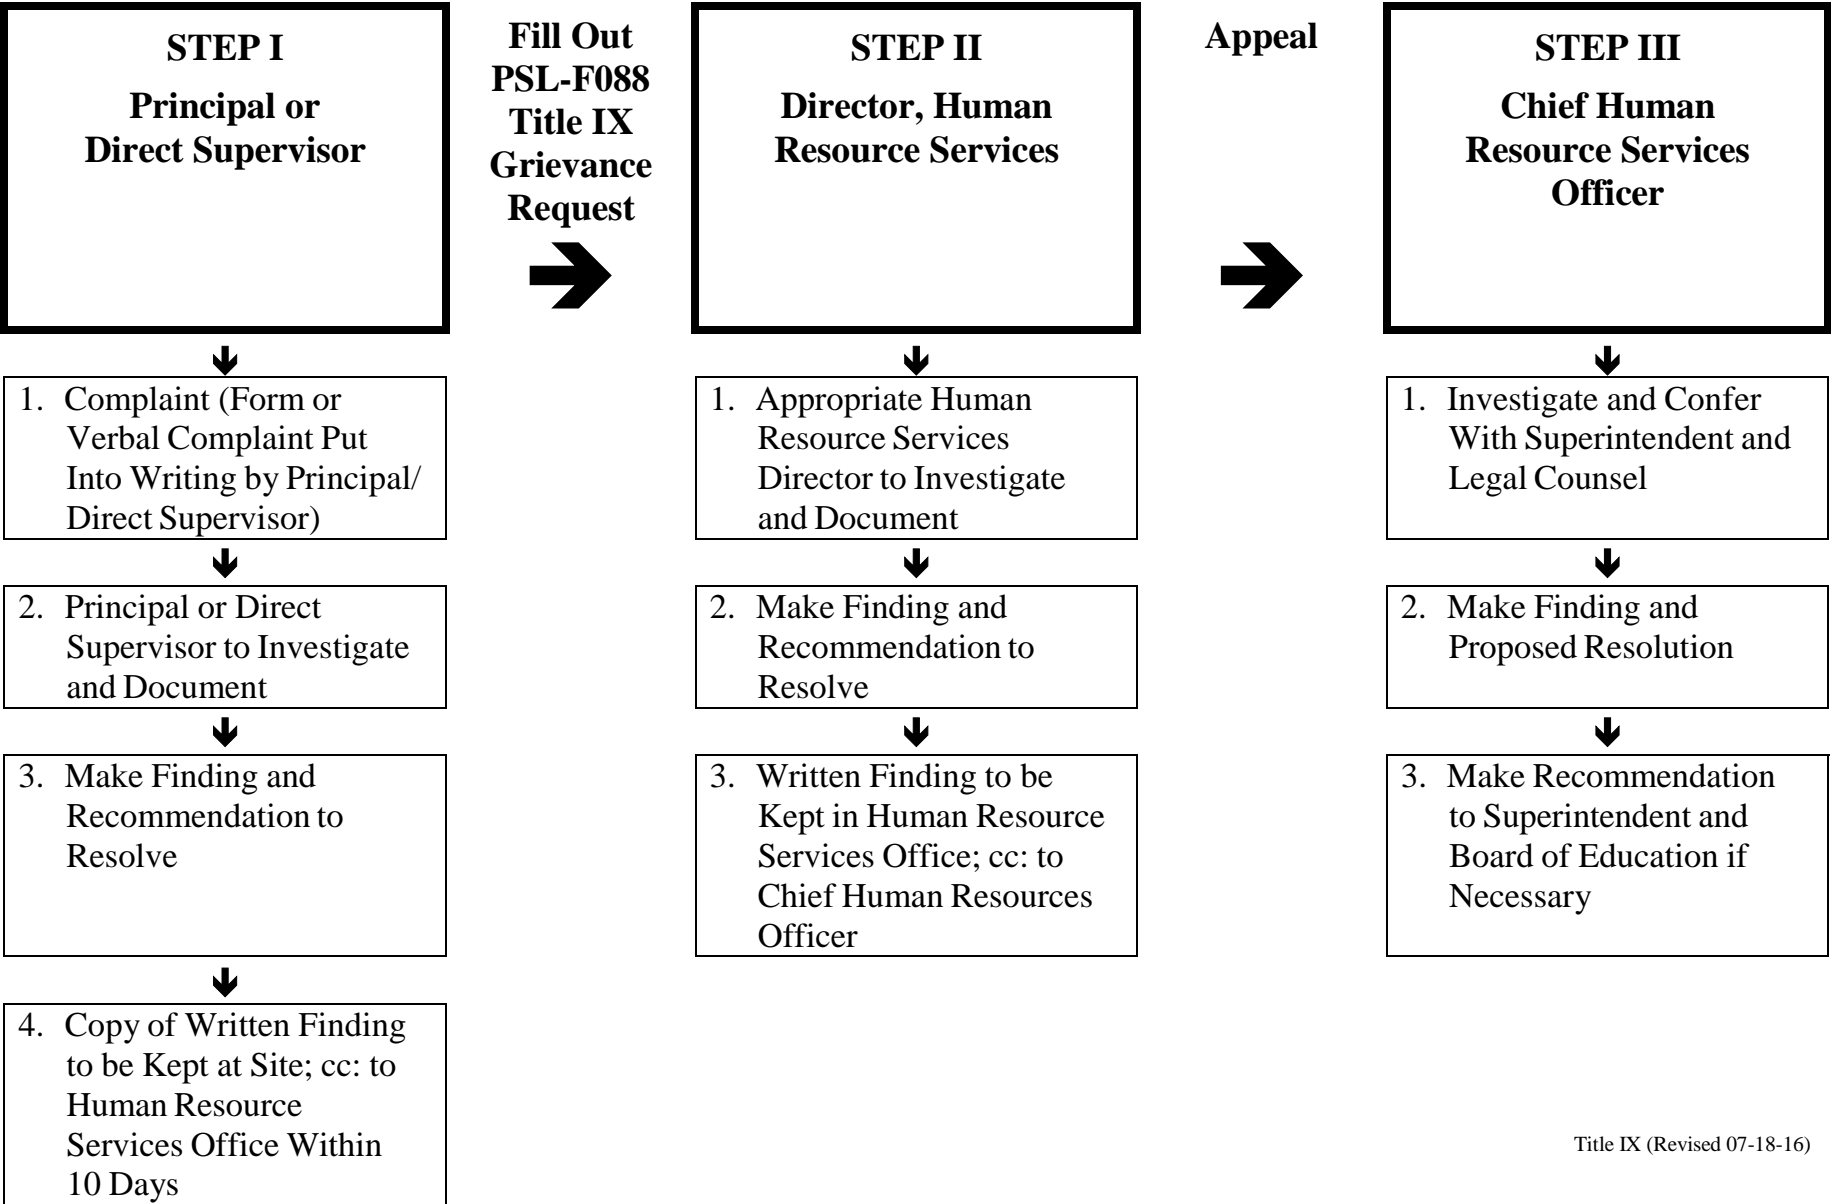 STEP I
Principal or
Direct Supervisor
Fill Out
PSL-F088
Title IX
Grievance
Request
STEP II
Director, Human
Resource Services
Appeal
STEP III
Chief Human
Resource Services
Officer
1. Complaint (Form or
Verbal Complaint Put
Into Writing by Principal/
Direct Supervisor)
2. Principal or Direct
Supervisor to Investigate
and Document
3. Make Finding and
Recommendation to
Resolve
4. Copy of Written Finding
to be Kept at Site; cc: to
Human Resource
Services Office Within
10 Days
1. Appropriate Human
Resource Services
Director to Investigate
and Document
2. Make Finding and
Recommendation to
Resolve
3. Written Finding to be
Kept in Human Resource
Services Office; cc: to
Chief Human Resources
Officer
1. Investigate and Confer
With Superintendent and
Legal Counsel
2. Make Finding and
Proposed Resolution
3. Make Recommendation
to Superintendent and
Board of Education if
Necessary
Title IX (Revised 07-18-16)